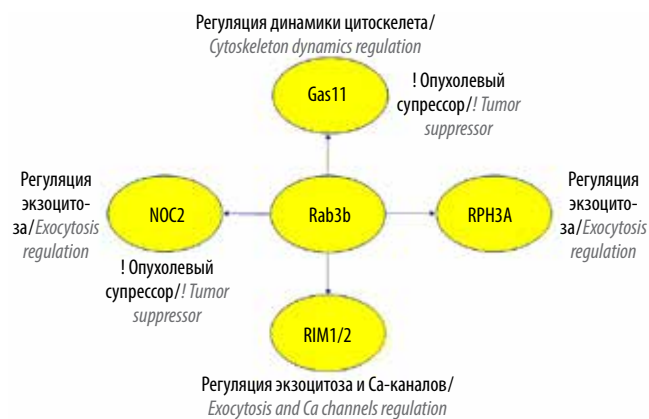 Регуляция динамики цитоскелета/
Cytoskeleton dynamics regulation
Gas11
! Опухолевый
супрессор/! Tumor
suppressor
Регуляция
экзоцито-
за/Exocytosis
regulation
NOC2
Rab3b
RPH3A
Регуляция
экзоцито-
за/Exocytosis
regulation
! Опухолевый
супрессор/! Tumor
suppressor
RIM1/2
Регуляция экзоцитоза и Са-каналов/
Exocytosis and Ca channels regulation